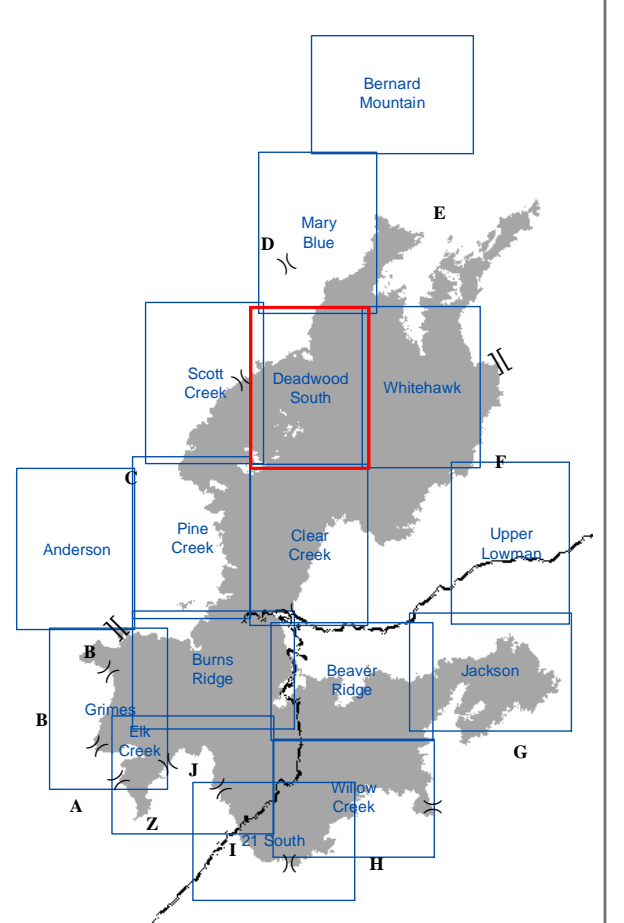 Bernard
Mountain
E
Mary
Blue
D
Scott
Creek
Deadwood
South
Whitehawk
F
C
Pine
Creek
Clear
Creek
Upper
Lowman
Anderson
B
Burns
Ridge
Beaver
Ridge
Jackson
B
Grimes
Elk
Creek
G
J
Willow
Creek
A
Z
I
21 South
H